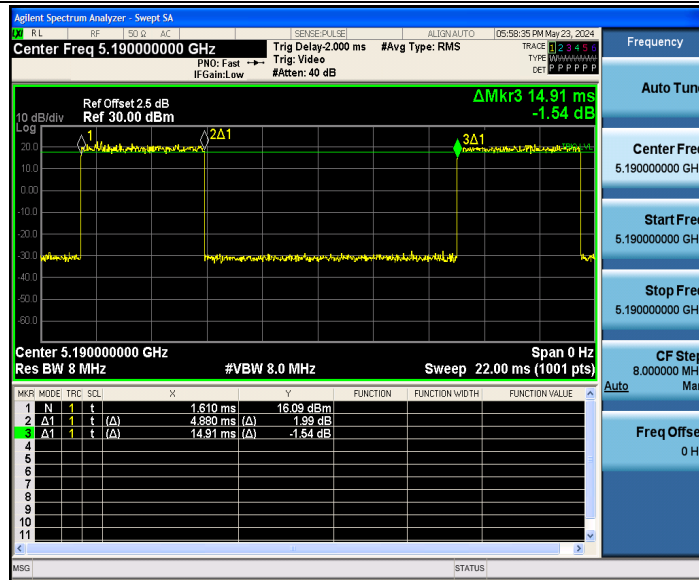 Agilent Spectrum Analyzer - Swept SA
RL RF 50 Ω AC SENSE:PULSE ALIGN AUTO 05:58:35 PM May 23, 2024
Center Freq 5.190000000 GHz
PNO: Fast
IFGain:Low
Trig Delay-2.000 ms
Trig: Video
#Atten: 40 dB
#Avg Type: RMS
TRACE 1 2 3 4 5 6
TYPE
DET P P P P P P
Ref Offset 2.5 dB
10 dB/div Ref 30.00 dBm
ΔMkr3 14.91 ms
-1.54 dB
Log
1
2Δ1
3Δ1
20.0
10.0
0.00
-10.0
-20.0
-30.0
-40.0
-50.0
-60.0
Center 5.190000000 GHz Span 0 Hz
Res BW 8 MHz #VBW 8.0 MHz Sweep 22.00 ms (1001 pts)
MKR MODE TRC SCL X Y FUNCTION FUNCTION WIDTH FUNCTION VALUE
1 N 1 t 1.610 ms 16.09 dBm
2 Δ1 1 t (Δ) 4.880 ms (Δ) 1.99 dB
3 Δ1 1 t (Δ) 14.91 ms (Δ) -1.54 dB
4
5
6
7
8
9
10
11
MSG STATUS
Frequency
Auto Tun
Center Fre
5.190000000 GH
Start Fre
5.190000000 GH
Stop Fre
5.190000000 GH
CF Step
8.000000 MH
Auto Ma
Freq Offse
0 H